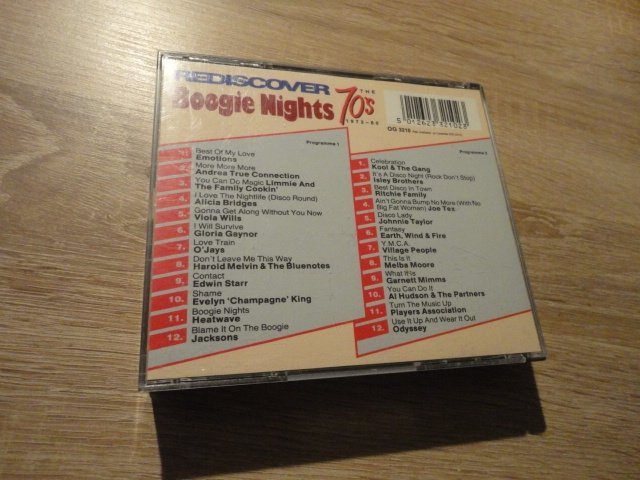 REDISCOVER
THE
Boogie Nights 70's
1973-80
5 012623 321023
OG 3210
Programme 1
1. Best Of My Love
Emotions
2. More More More
Andrea True Connection
3. You Can Do Magic Limmie And
The Family Cookin'
4. I Love The Nightlife (Disco Round)
Alicia Bridges
5. Gonna Get Along Without You Now
Viola Wills
6. I Will Survive
Gloria Gaynor
7. Love Train
O'Jays
8. Don't Leave Me This Way
Harold Melvin & The Bluenotes
9. Contact
Edwin Starr
10. Shame
Evelyn 'Champagne' King
11. Boogie Nights
Heatwave
12. Blame It On The Boogie
Jacksons
1. Celebration
Kool & The Gang
2. It's A Disco Night (Rock Don't Stop)
Isley Brothers
3. Best Disco In Town
Ritchie Family
4. Ain't Gonna Bump No More (With No
Big Fat Woman) Joe Tex
5. Disco Lady
Johnnie Taylor
6. Fantasy
Earth, Wind & Fire
7. Y.M.C.A.
Village People
8. This Is It
Melba Moore
9. What If Is
Garnett Mimms
10. You Can Do It
Al Hudson & The Partners
11. Turn The Music Up
Players Association
12. Use It Up And Wear It Out
Odyssey